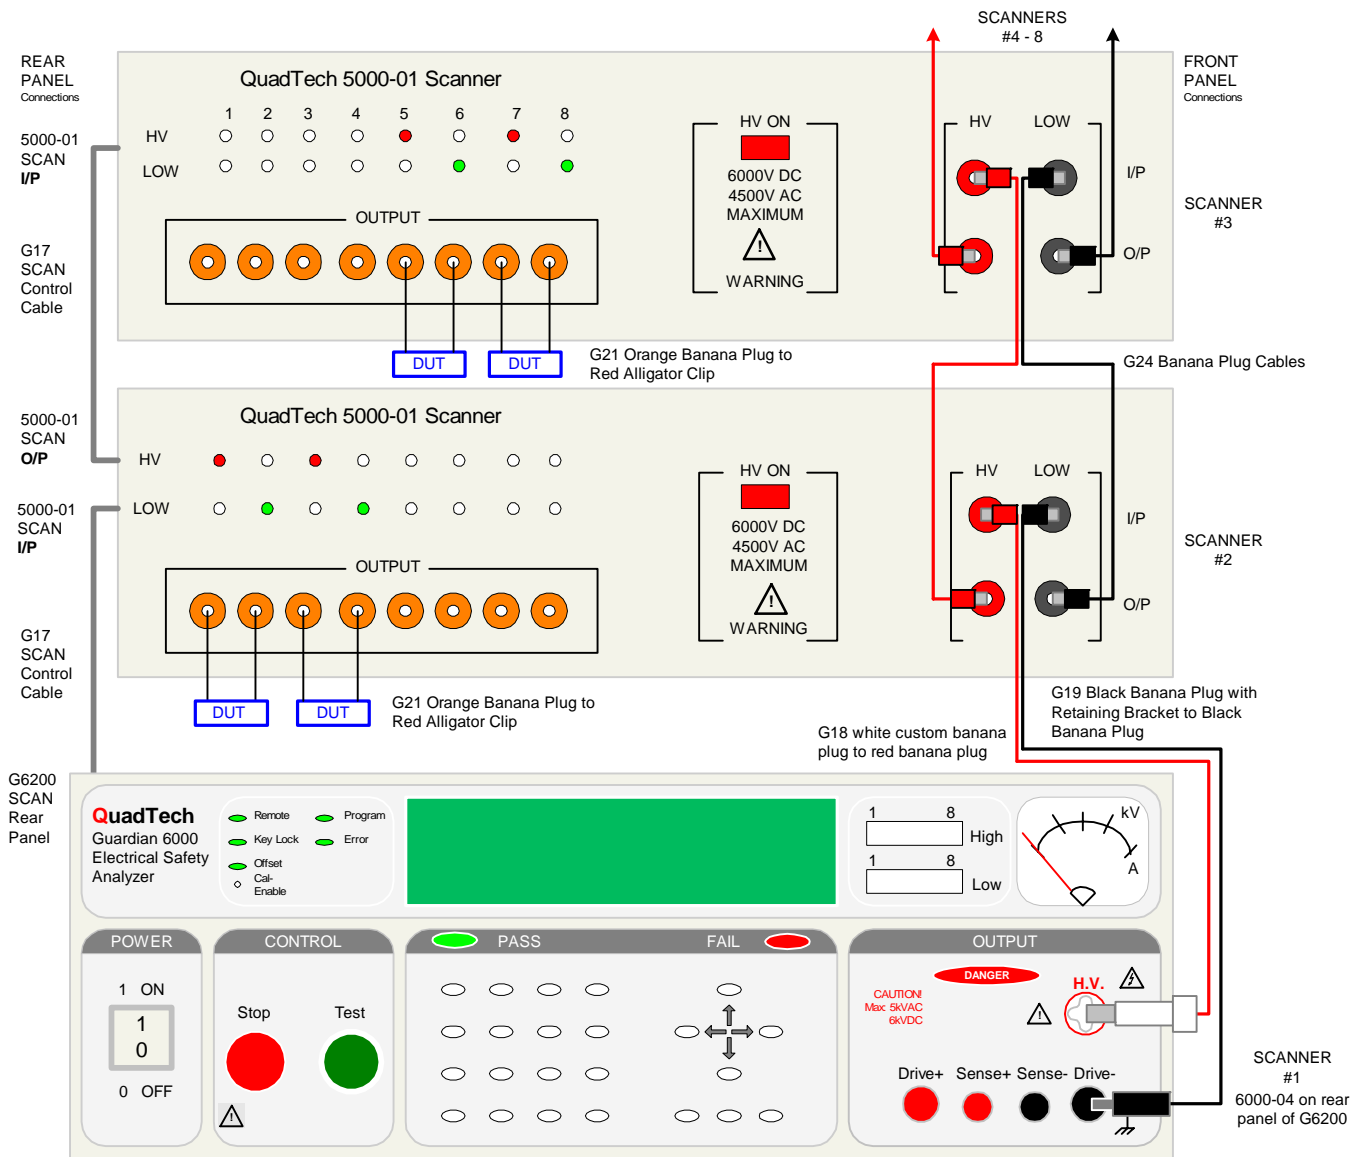 SCANNERS
#4 - 8
REAR
PANEL
Connections
FRONT
PANEL
Connections
QuadTech 5000-01 Scanner
1 2 3 4 5 6 7 8
HV
LOW
5000-01
SCAN
I/P
OUTPUT
HV ON
6000V DC
4500V AC
MAXIMUM
!
WARNING
HV LOW
I/P
O/P
SCANNER
#3
G17
SCAN
Control
Cable
DUT DUT
G21 Orange Banana Plug to
Red Alligator Clip
G24 Banana Plug Cables
5000-01
SCAN
O/P
QuadTech 5000-01 Scanner
HV
LOW
5000-01
SCAN
I/P
OUTPUT
HV ON
6000V DC
4500V AC
MAXIMUM
!
WARNING
HV LOW
I/P
O/P
SCANNER
#2
G17
SCAN
Control
Cable
DUT DUT
G21 Orange Banana Plug to
Red Alligator Clip
G18 white custom banana
plug to red banana plug
G19 Black Banana Plug with
Retaining Bracket to Black
Banana Plug
G6200
SCAN
Rear
Panel
QuadTech
Guardian 6000
Electrical Safety
Analyzer
Remote Program
Key Lock Error
Offset
Cal-
Enable
1 8
High
1 8
Low
kV
A
POWER
1 ON
1
0
0 OFF
CONTROL
Stop Test
!
PASS FAIL
OUTPUT
DANGER
CAUTION!
Max: 5kVAC
6kVDC
H.V.
!
Drive+ Sense+ Sense- Drive-
SCANNER
#1
6000-04 on rear
panel of G6200